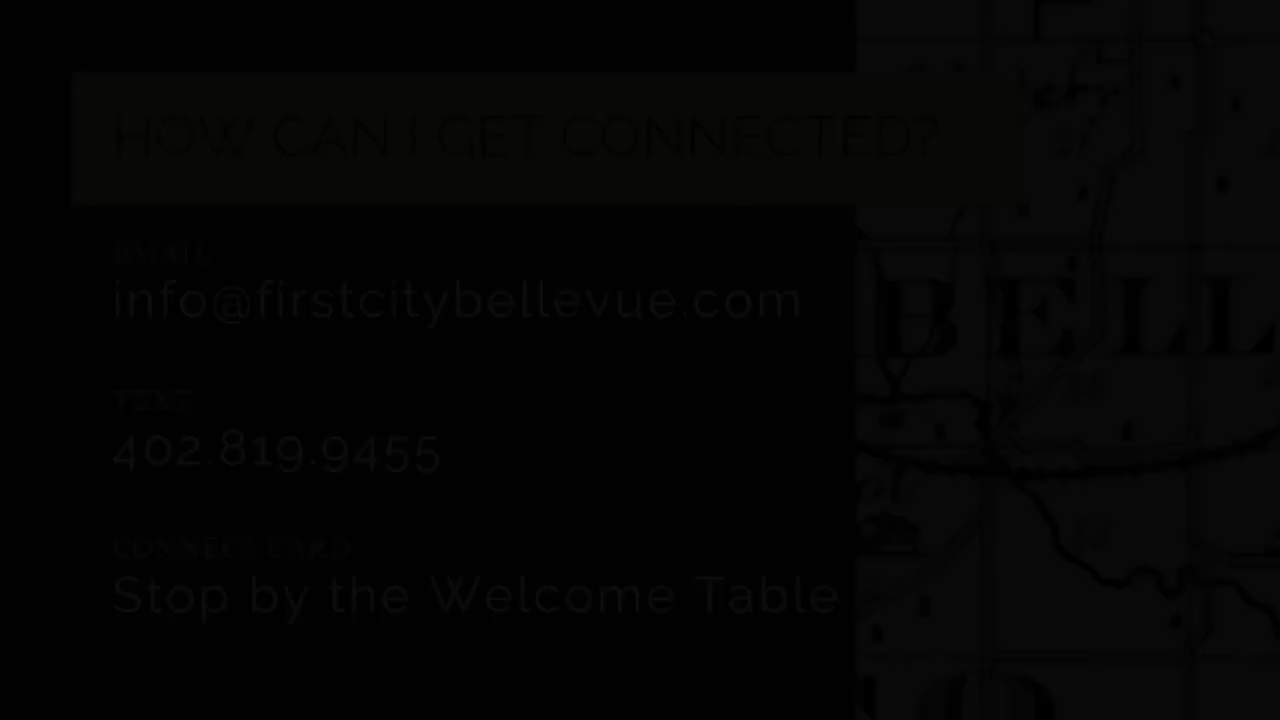 HOW CAN I GET CONNECTED?
EMAIL
info@firstcitybellevue.com
TEXT
402.819.9455
CONNECT CARD
Stop by the Welcome Table
BELL